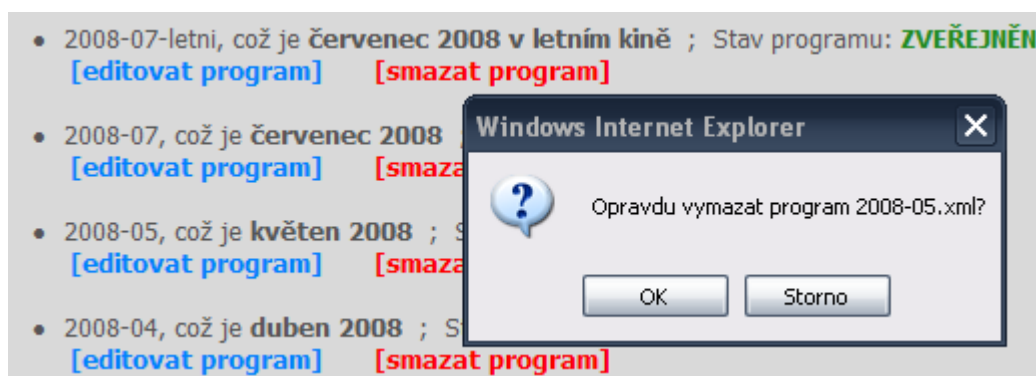 2008-07-letni, což je červenec 2008 v letním kině ; Stav programu: ZVEŘEJNĚN
[editovat program] [smazat program]
2008-07, což je červenec 2008 ;
[editovat program] [smaza
2008-05, což je květen 2008 ; S
[editovat program] [smaza
2008-04, což je duben 2008 ; S
[editovat program] [smazat program]
Windows Internet Explorer
Opravdu vymazat program 2008-05.xml?
OK Storno